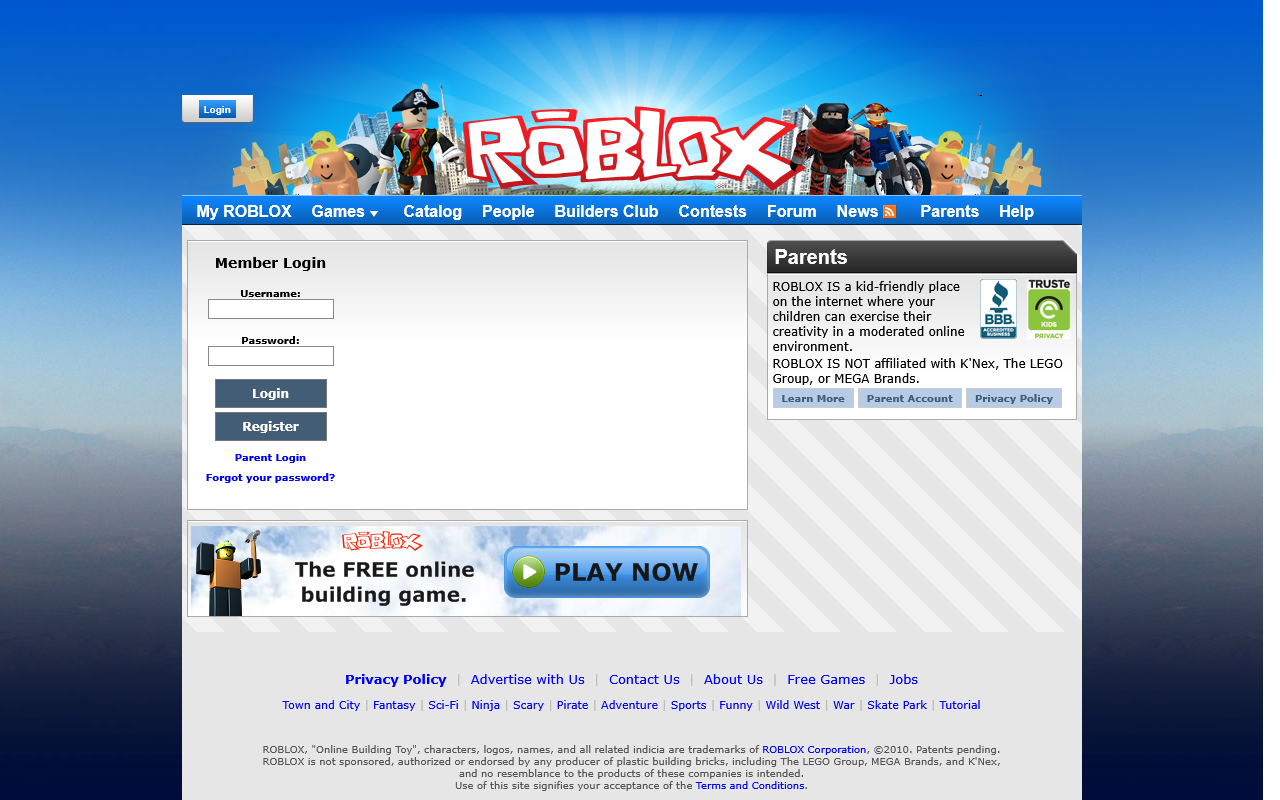 Login
RŌBLOX
My ROBLOX Games Catalog People Builders Club Contests Forum News Parents Help
Member Login
Username:
Password:
Login
Register
Parent Login
Forgot your password?
Parents
ROBLOX IS a kid-friendly place
on the internet where your
children can exercise their
creativity in a moderated online
environment.
BBB
ACCREDITED
BUSINESS
TRUSTe
KIDS
PRIVACY
ROBLOX IS NOT affiliated with K'Nex, The LEGO
Group, or MEGA Brands.
Learn More Parent Account Privacy Policy
RŌBLOX
The FREE online
building game.
PLAY NOW
Privacy Policy | Advertise with Us | Contact Us | About Us | Free Games | Jobs
Town and City | Fantasy | Sci-Fi | Ninja | Scary | Pirate | Adventure | Sports | Funny | Wild West | War | Skate Park | Tutorial
ROBLOX, "Online Building Toy", characters, logos, names, and all related indicia are trademarks of ROBLOX Corporation, ©2010. Patents pending.
ROBLOX is not sponsored, authorized or endorsed by any producer of plastic building bricks, including The LEGO Group, MEGA Brands, and K'Nex,
and no resemblance to the products of these companies is intended.
Use of this site signifies your acceptance of the Terms and Conditions.